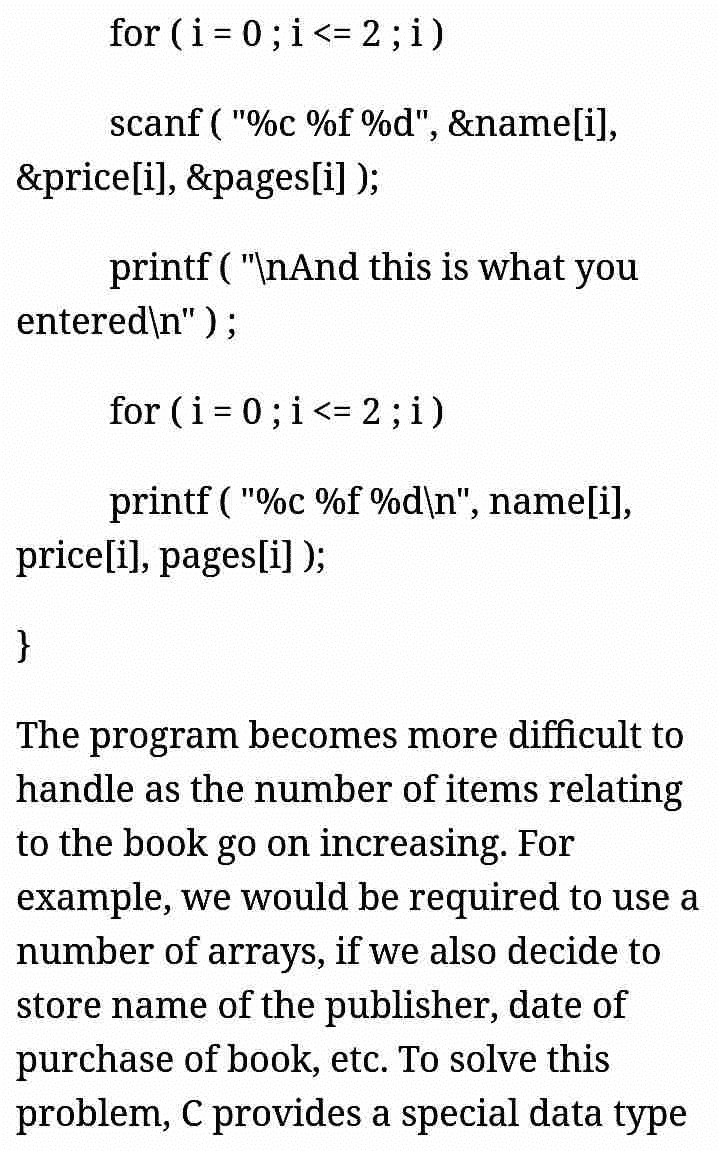 for ( i = 0 ; i <= 2 ; i )
scanf ( "%c %f %d", &name[i],
&price[i], &pages[i] );
printf ( "\nAnd this is what you
entered\n" ) ;
for ( i = 0 ; i <= 2 ; i )
printf ( "%c %f %d\n", name[i],
price[i], pages[i] );
}
The program becomes more difficult to
handle as the number of items relating
to the book go on increasing. For
example, we would be required to use a
number of arrays, if we also decide to
store name of the publisher, date of
purchase of book, etc. To solve this
problem, C provides a special data type